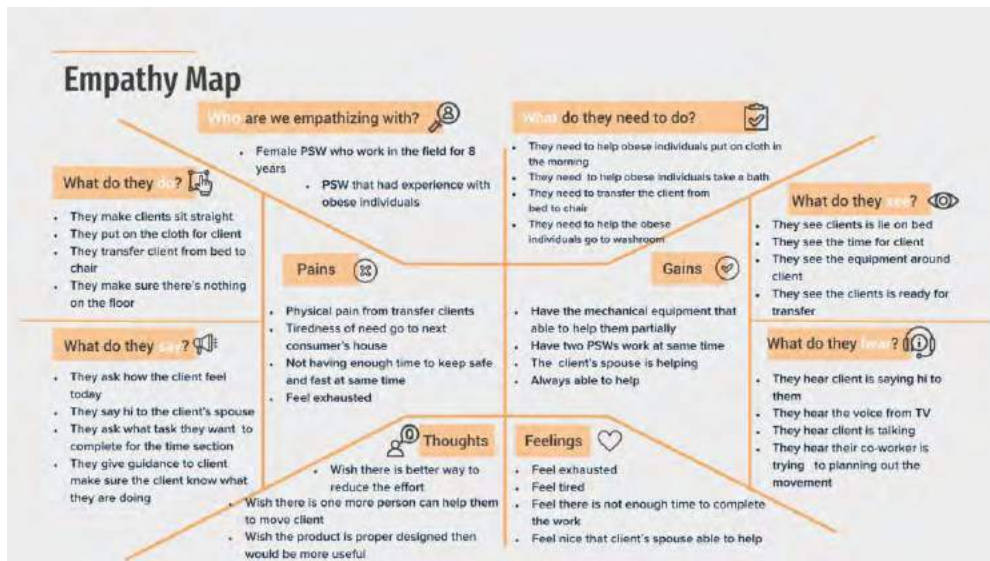 Empathy Map
Who are we empathizing with?
• Female PSW who work in the field for 8
years
• PSW that had experience with
obese individuals
What do they need to do?
• They need to help obese individuals put on cloth in
the morning
• They need to help obese individuals take a bath
• They need to transfer the client from
bed to chair
• They need to help the obese
individuals go to washroom
What do they do?
• They make clients sit straight
• They put on the cloth for client
• They transfer client from bed to
chair
• They make sure there's nothing
on the floor
What do they see?
• They see clients is lie on bed
• They see the time for client
• They see the equipment around
client
• They see the clients is ready for
transfer
Pains
• Physical pain from transfer clients
• Tiredness of need go to next
consumer's house
• Not having enough time to keep safe
and fast at same time
• Feel exhausted
Gains
• Have the mechanical equipment that
able to help them partially
• Have two PSWs work at same time
• The client's spouse is helping
• Always able to help
What do they say?
• They ask how the client feel
today
• They say hi to the client's spouse
• They ask what task they want to
complete for the time section
• They give guidance to client
make sure the client know what
they are doing
What do they hear?
• They hear client is saying hi to
them
• They hear the voice from TV
• They hear client is talking
• They hear their co-worker is
trying to planning out the
movement
Thoughts
• Wish there is better way to
reduce the effort
• Wish there is one more person can help them
to move client
• Wish the product is proper designed then
would be more useful
Feelings
• Feel exhausted
• Feel tired
• Feel there is not enough time to complete
the work
• Feel nice that client's spouse able to help